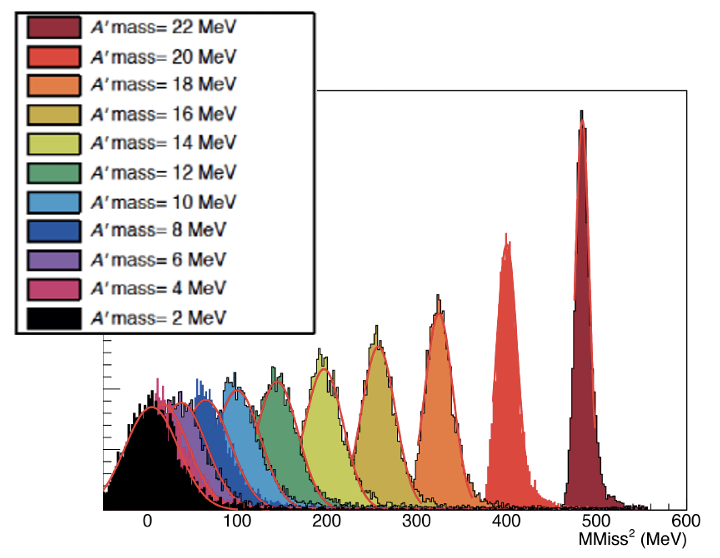 A' mass= 22 MeV
A' mass= 20 MeV
A' mass= 18 MeV
A' mass= 16 MeV
A' mass= 14 MeV
A' mass= 12 MeV
A' mass= 10 MeV
A' mass= 8 MeV
A' mass= 6 MeV
A' mass= 4 MeV
A' mass= 2 MeV
0 100 200 300 400 500 600
MMiss² (MeV)